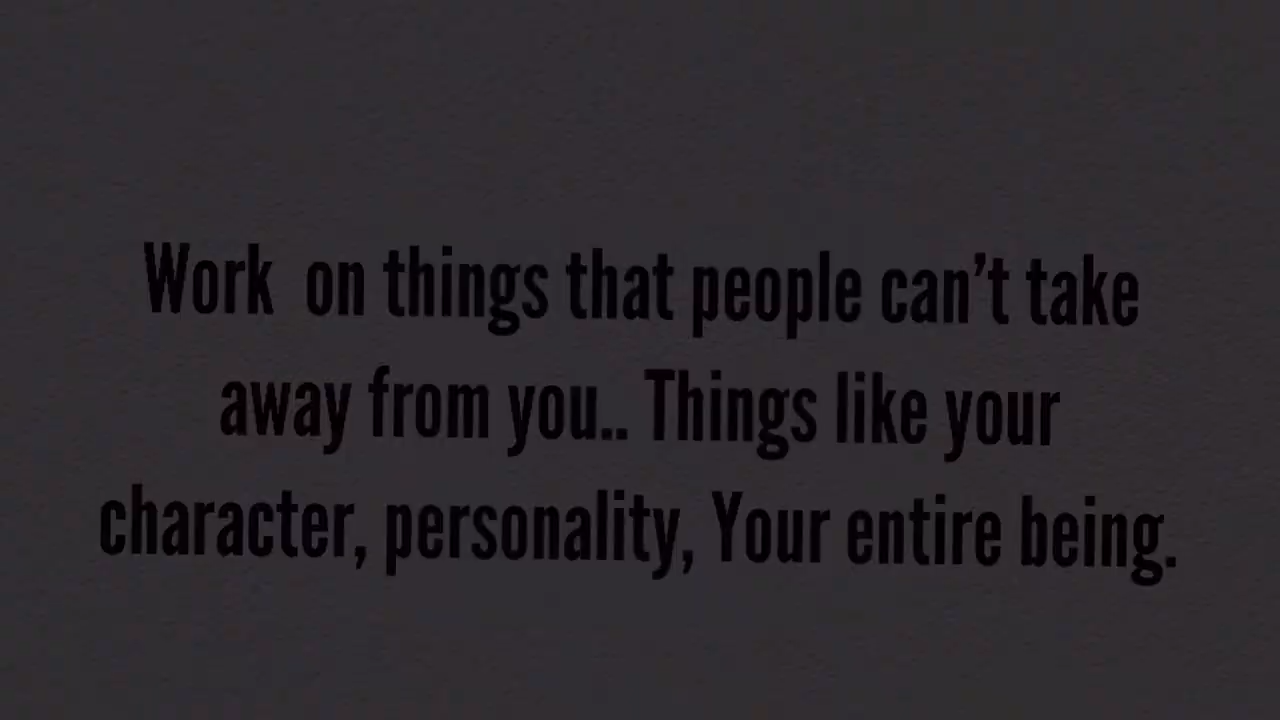 Work  on things that people can't take
away from you.. Things like your
character, personality, Your entire being.